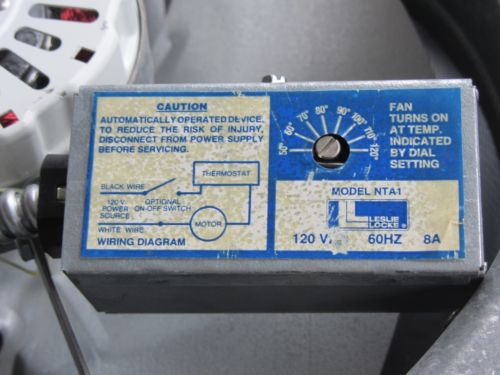 CAUTION
AUTOMATICALLY OPERATED DEVICE.
TO REDUCE THE RISK OF INJURY,
DISCONNECT FROM POWER SUPPLY
BEFORE SERVICING.
THERMOSTAT
BLACK WIRE
120 V. OPTIONAL
POWER ON-OFF SWITCH
SOURCE
MOTOR
WHITE WIRE
WIRING DIAGRAM
50° 60° 70° 80° 90° 100° 110° 120°
FAN
TURNS ON
AT TEMP.
INDICATED
BY DIAL
SETTING
MODEL NTA1
LESLIE
LOCKE
120 V. 60HZ 8A